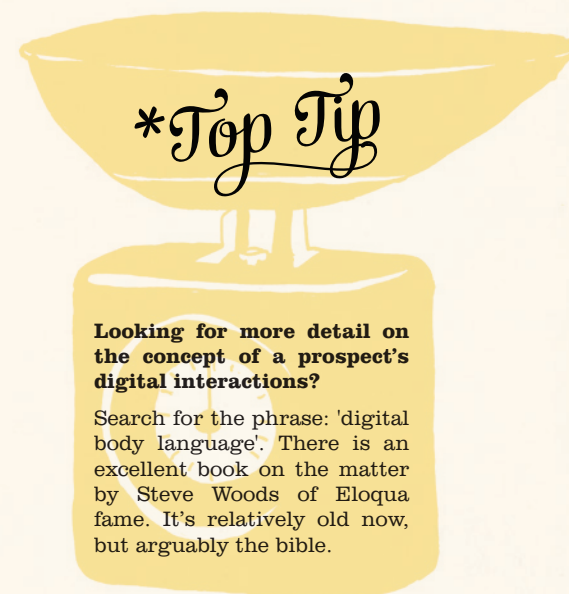 *Top Tip
Looking for more detail on
the concept of a prospect's
digital interactions?
Search for the phrase: 'digital
body language'. There is an
excellent book on the matter
by Steve Woods of Eloqua
fame. It's relatively old now,
but arguably the bible.